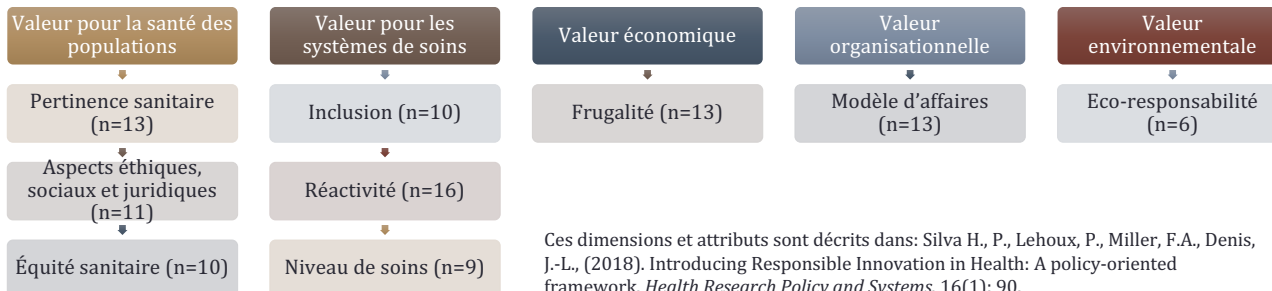 Valeur pour la santé des
populations
Pertinence sanitaire
(n=13)
Aspects éthiques,
sociaux et juridiques
(n=11)
Équité sanitaire (n=10)
Valeur pour les
systèmes de soins
Inclusion (n=10)
Réactivité (n=16)
Niveau de soins (n=9)
Valeur économique
Frugalité (n=13)
Valeur
organisationnelle
Modèle d'affaires
(n=13)
Valeur
environnementale
Eco-responsabilité
(n=6)
Ces dimensions et attributs sont décrits dans: Silva H., P., Lehoux, P., Miller, F.A., Denis,
J.-L., (2018). Introducing Responsible Innovation in Health: A policy-oriented
framework. Health Research Policy and Systems, 16(1): 90.